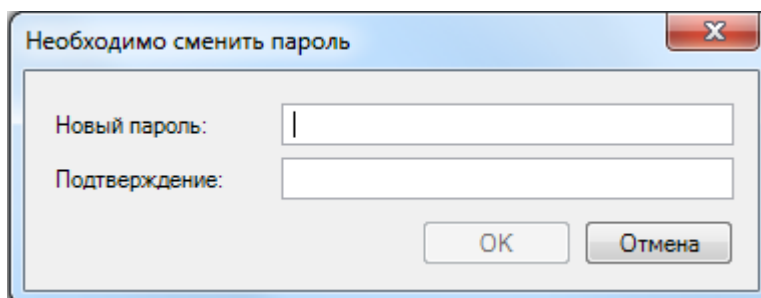 Необходимо сменить пароль
Новый пароль:
Подтверждение:
OK Отмена